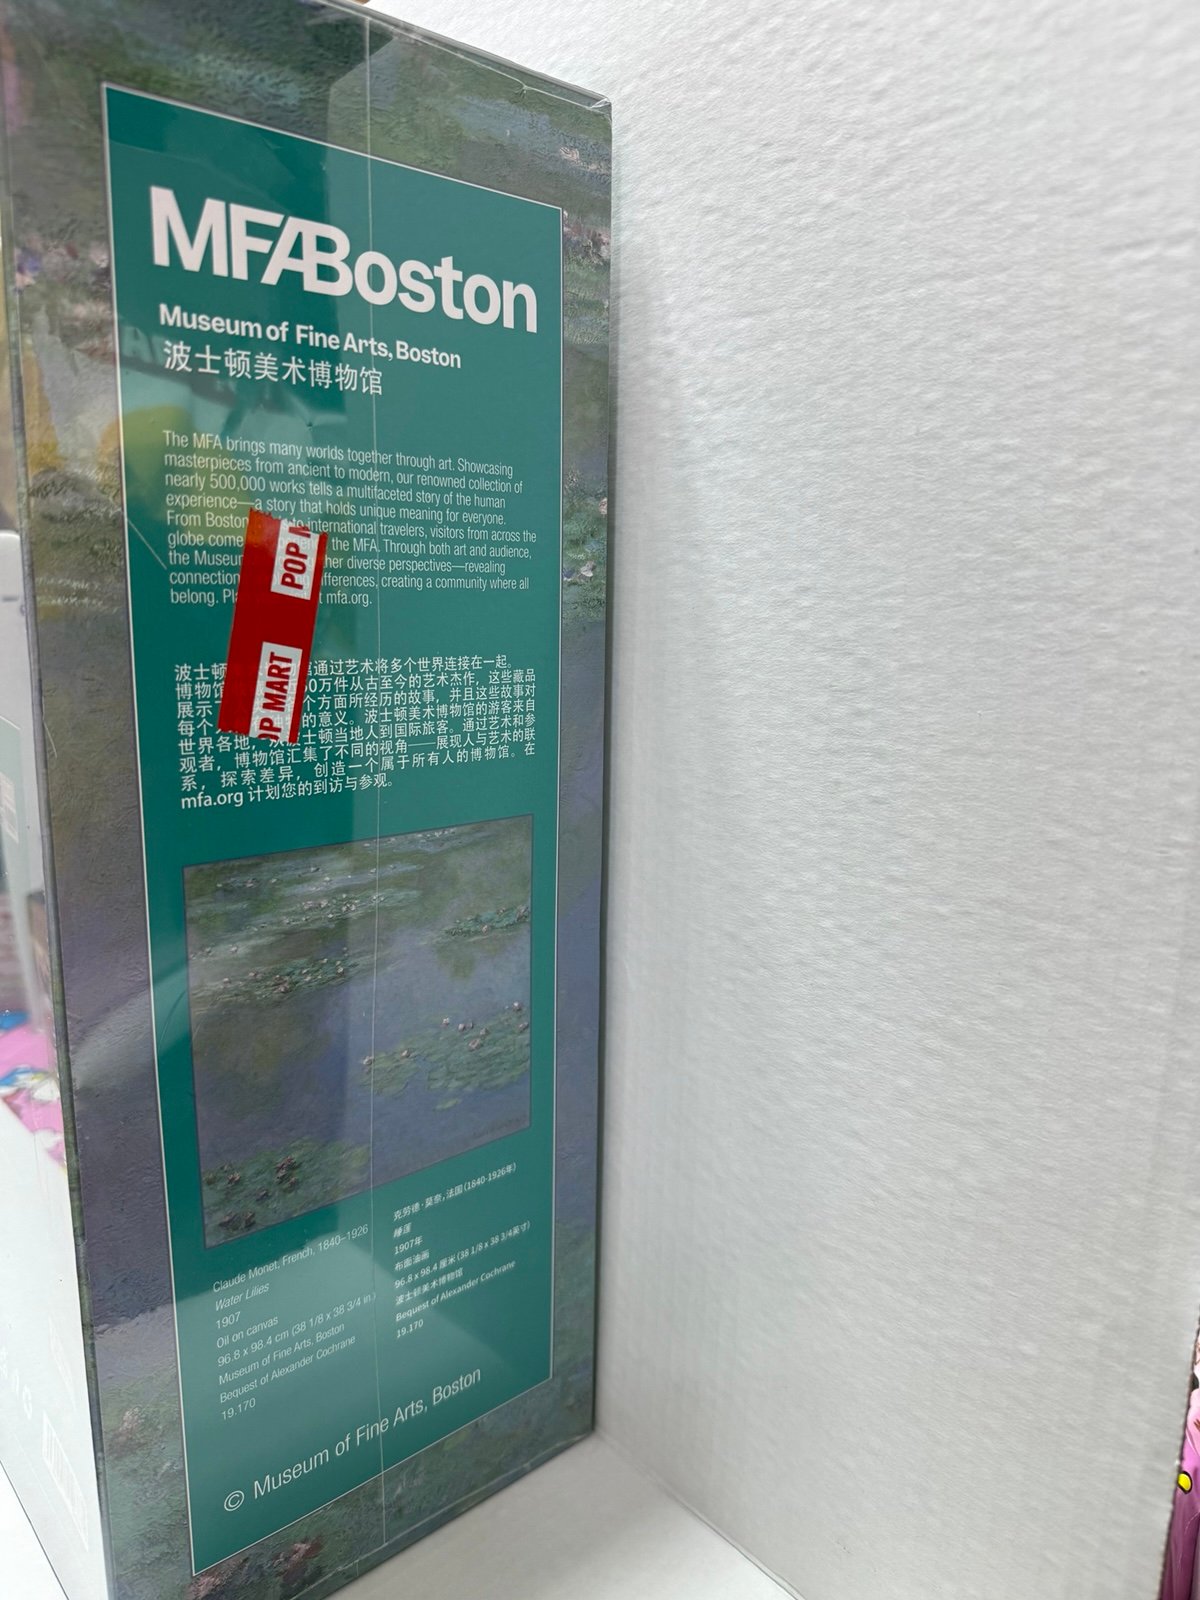 MFABoston
Museum of Fine Arts, Boston
波士顿美术博物馆
The MFA brings many worlds together through art. Showcasing
masterpieces from ancient to modern, our renowned collection of
nearly 500,000 works tells a multifaceted story of the human
experience—a story that holds unique meaning for everyone.
From Boston to international travelers, visitors from across the
globe come the MFA. Through both art and audience,
the diverse perspectives—revealing
creating a community where all
belong. mfa.org.
POP MART
波士顿 通过艺术将多个世界连接在一起。
博物馆 0万件从古至今的艺术杰作，这些藏品
展示 个方面所经历的故事，并且这些故事对
每个 的意义。波士顿美术博物馆的游客来自
世界各地， 士顿当地人到国际旅客。通过艺术和参
观者，博物馆汇集了不同的视角——展现人与艺术的联
系，探索差异，创造一个属于所有人的博物馆。在
mfa.org 计划您的到访与参观。
Claude Monet, French, 1840–1926
Water Lilies
1907
Oil on canvas
96.8 x 98.4 cm (38 1/8 x 38 3/4 in.)
Museum of Fine Arts, Boston
Bequest of Alexander Cochrane
19.170
克劳德·莫奈, 法国 (1840-1926年)
睡莲
1907年
布面油画
96.8 x 98.4 厘米 (38 1/8 x 38 3/4英寸)
波士顿美术博物馆
Bequest of Alexander Cochrane
19.170
© Museum of Fine Arts, Boston